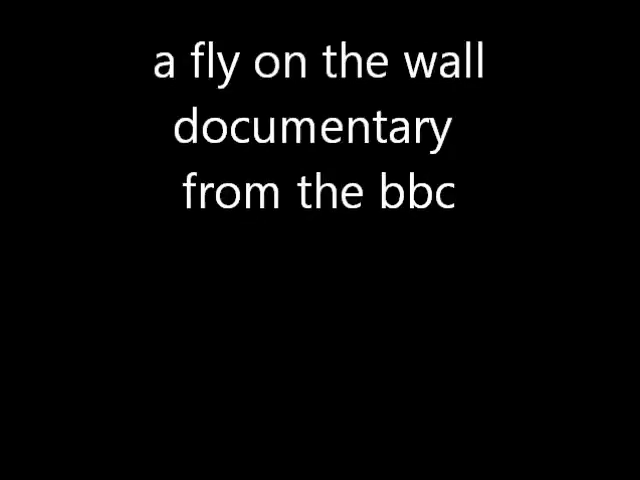 a fly on the wall
documentary
from the bbc